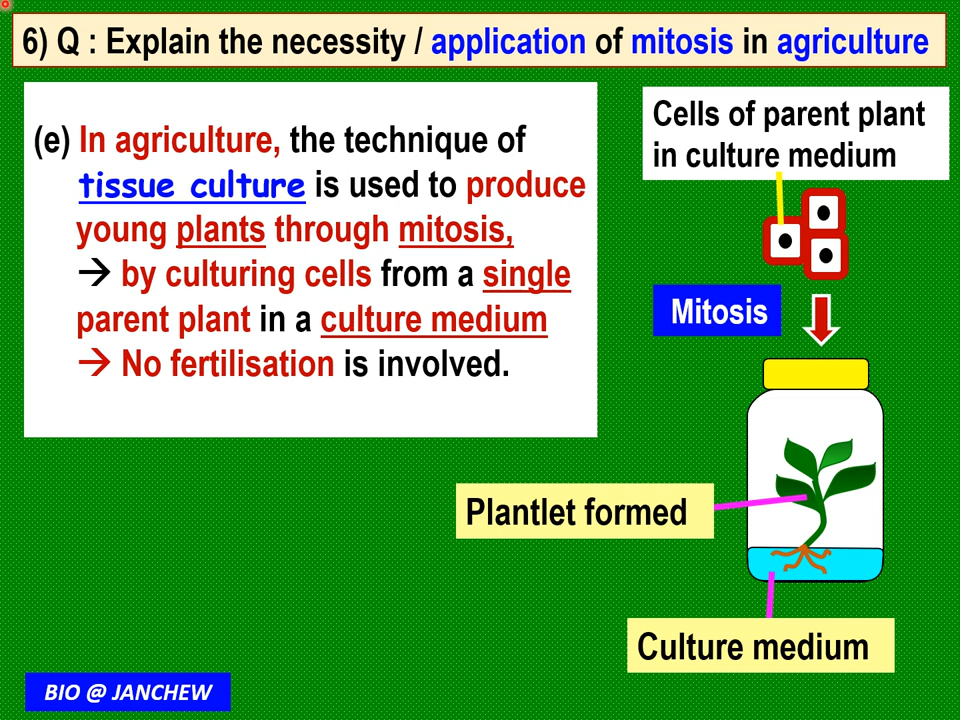 6) Q : Explain the necessity / application of mitosis in agriculture
(e) In agriculture, the technique of
tissue culture is used to produce
young plants through mitosis,
→ by culturing cells from a single
parent plant in a culture medium
→ No fertilisation is involved.
Cells of parent plant
in culture medium
Mitosis
Plantlet formed
Culture medium
BIO @ JANCHEW